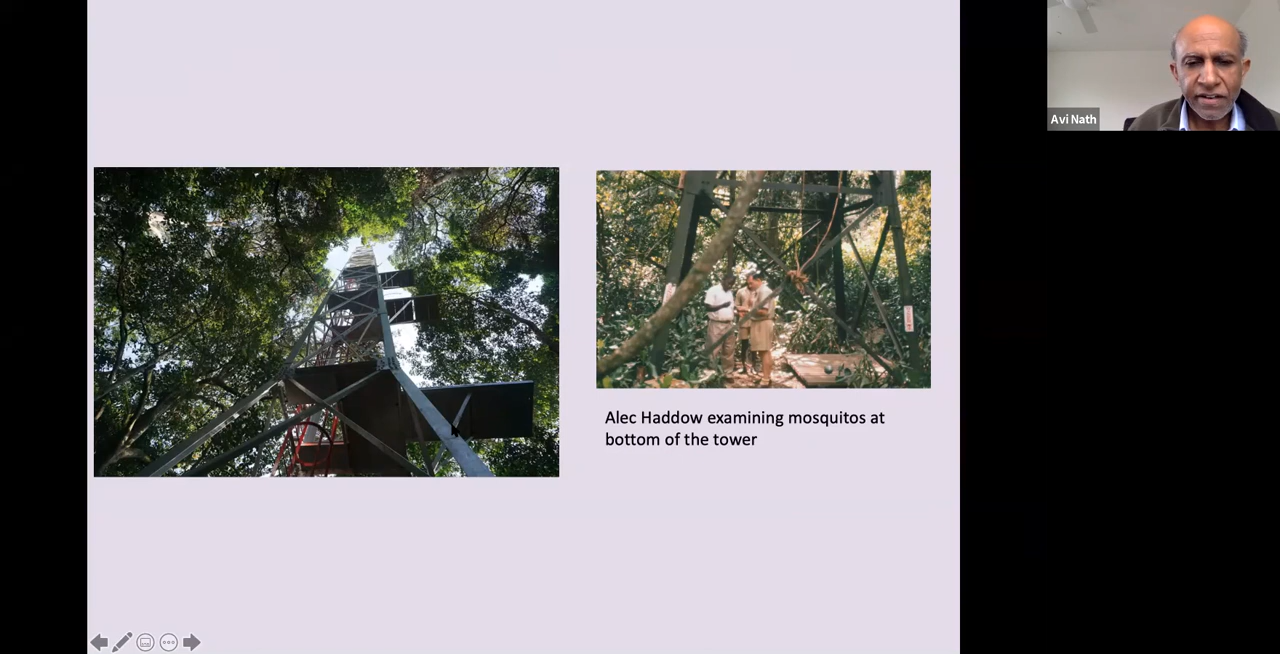 Avi Nath
Alec Haddow examining mosquitos at
bottom of the tower